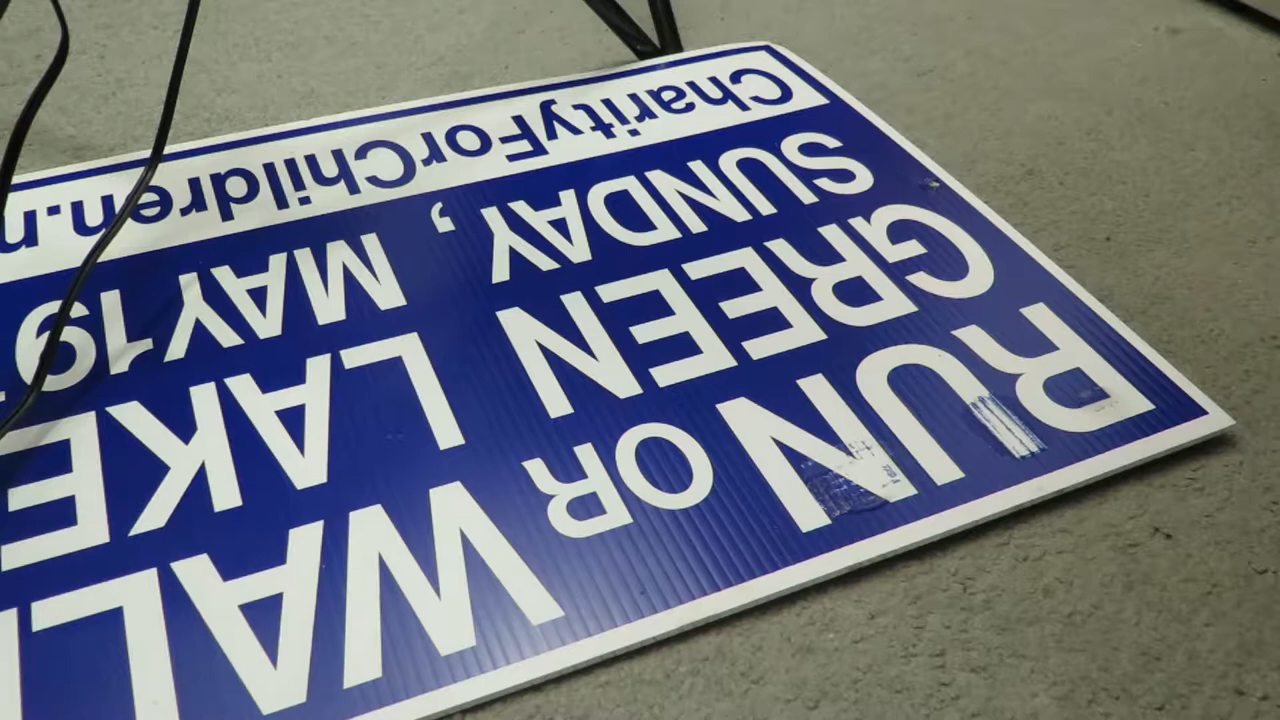 RUN OR WAL
GREEN LAKE
SUNDAY, MAY 19
CharityForChildren.n